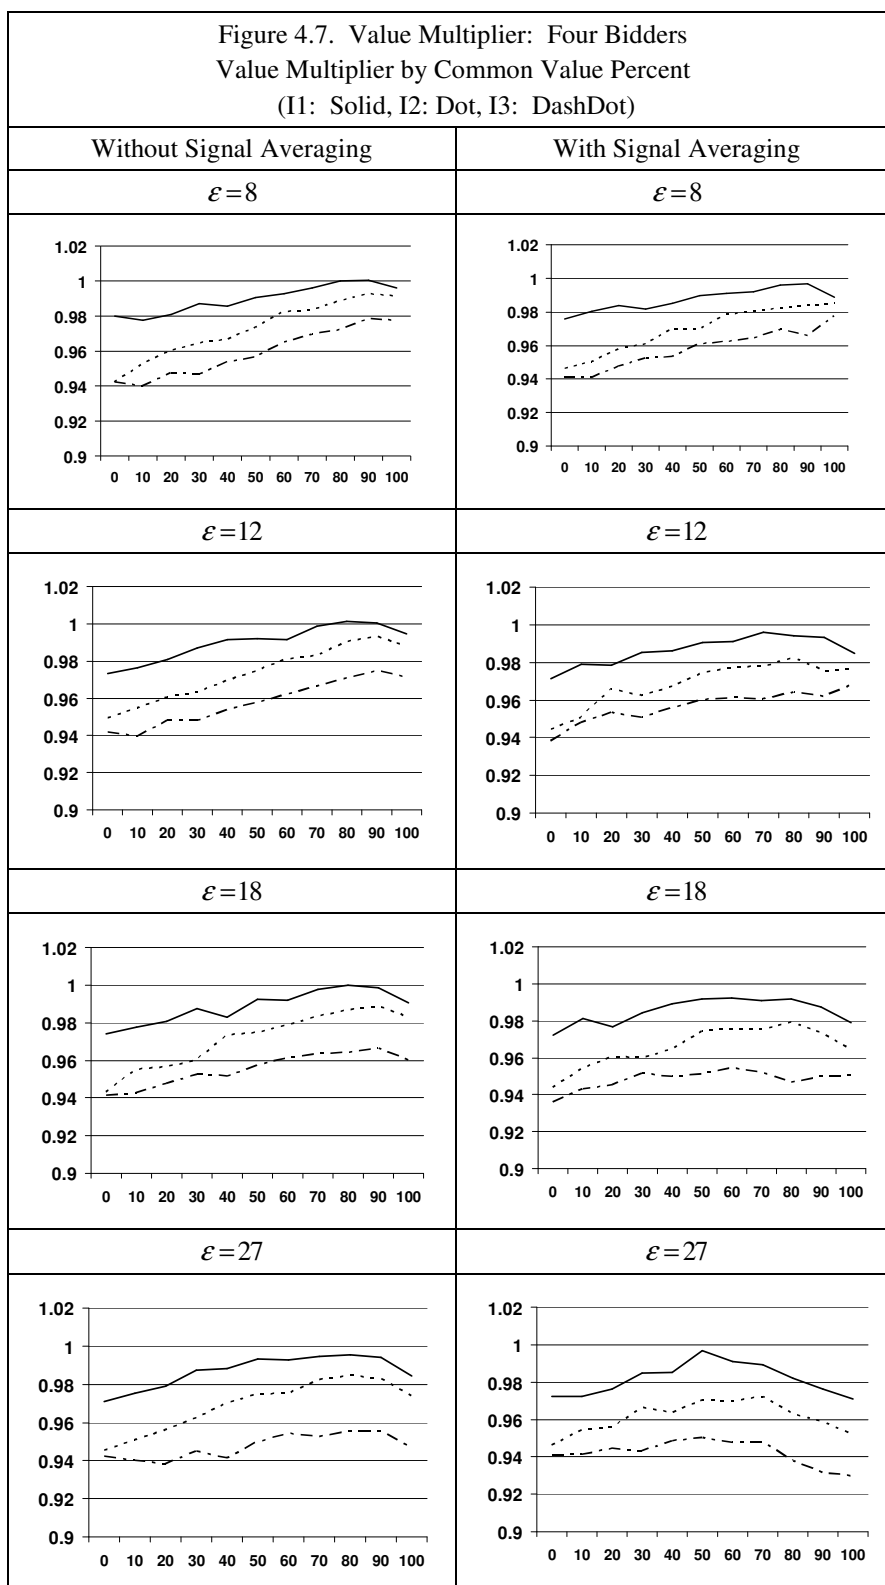 Figure 4.7. Value Multiplier: Four Bidders
Value Multiplier by Common Value Percent
(I1: Solid, I2: Dot, I3: DashDot)
Without Signal Averaging
With Signal Averaging
ε=8
ε=8
1.02
1
0.98
0.96
0.94
0.92
0.9
0 10 20 30 40 50 60 70 80 90 100
1.02
1
0.98
0.96
0.94
0.92
0.9
0 10 20 30 40 50 60 70 80 90 100
ε=12
ε=12
1.02
1
0.98
0.96
0.94
0.92
0.9
0 10 20 30 40 50 60 70 80 90 100
1.02
1
0.98
0.96
0.94
0.92
0.9
0 10 20 30 40 50 60 70 80 90 100
ε=18
ε=18
1.02
1
0.98
0.96
0.94
0.92
0.9
0 10 20 30 40 50 60 70 80 90 100
1.02
1
0.98
0.96
0.94
0.92
0.9
0 10 20 30 40 50 60 70 80 90 100
ε=27
ε=27
1.02
1
0.98
0.96
0.94
0.92
0.9
0 10 20 30 40 50 60 70 80 90 100
1.02
1
0.98
0.96
0.94
0.92
0.9
0 10 20 30 40 50 60 70 80 90 100